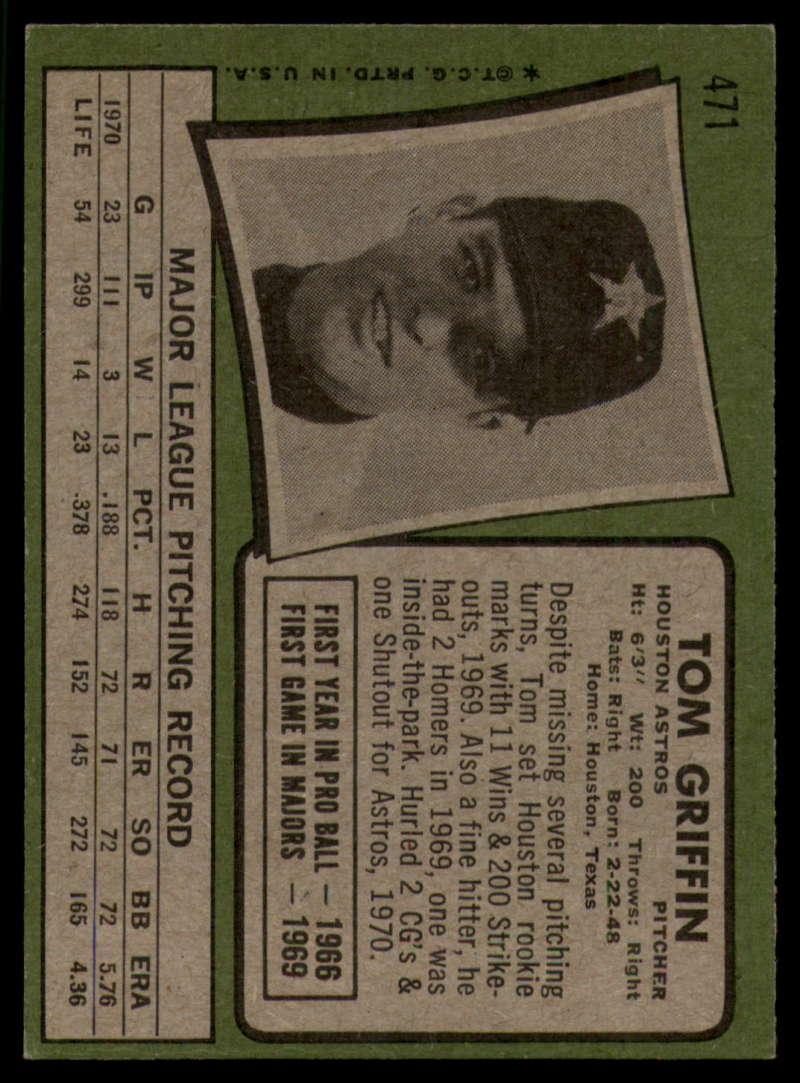 471
* ©T.C.G. PRTD. IN U.S.A.
TOM GRIFFIN
HOUSTON ASTROS PITCHER
Ht: 6'3" Wt: 200 Throws: Right
Bats: Right Born: 2-22-48
Home: Houston, Texas
Despite missing several pitching
turns, Tom set Houston rookie
marks with 11 Wins & 200 Strike-
outs, 1969. Also a fine hitter, he
had 2 Homers in 1969, one was
inside-the-park. Hurled 2 CG's &
one Shutout for Astros, 1970.
FIRST YEAR IN PRO BALL — 1966
FIRST GAME IN MAJORS — 1969
MAJOR LEAGUE PITCHING RECORD
G IP W L PCT. H R ER SO BB ERA
1970 23 111 3 13 .188 118 72 71 72 72 5.76
LIFE 54 299 14 23 .378 274 152 145 272 165 4.36